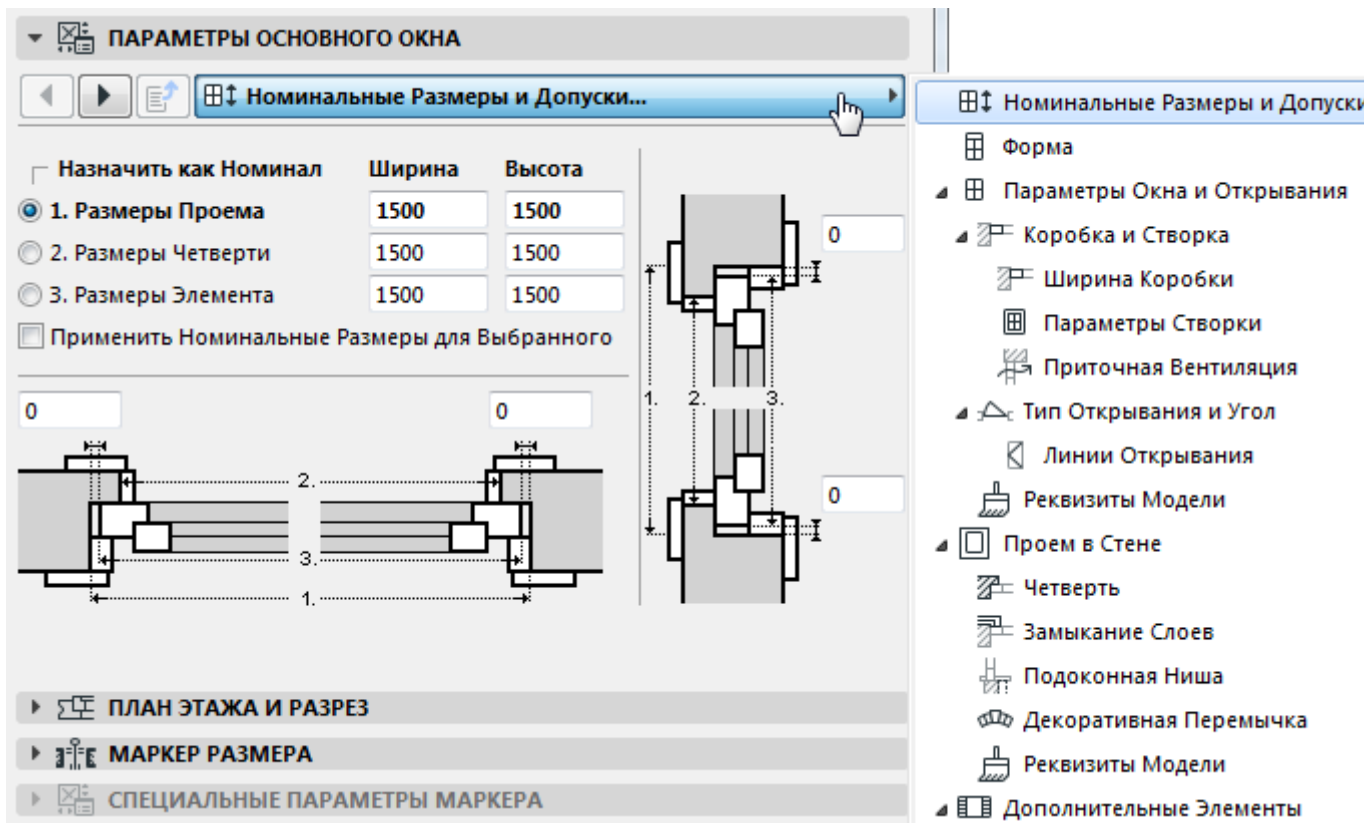 ПАРАМЕТРЫ ОСНОВНОГО ОКНА
Номинальные Размеры и Допуски...
Назначить как Номинал Ширина Высота
1. Размеры Проема 1500 1500
2. Размеры Четверти 1500 1500
3. Размеры Элемента 1500 1500
Применить Номинальные Размеры для Выбранного
0 0
2.
3.
1.
0
1. 2. 3.
0
ПЛАН ЭТАЖА И РАЗРЕЗ
МАРКЕР РАЗМЕРА
СПЕЦИАЛЬНЫЕ ПАРАМЕТРЫ МАРКЕРА
Номинальные Размеры и Допуски
Форма
Параметры Окна и Открывания
Коробка и Створка
Ширина Коробки
Параметры Створки
Приточная Вентиляция
Тип Открывания и Угол
Линии Открывания
Реквизиты Модели
Проем в Стене
Четверть
Замыкание Слоев
Подоконная Ниша
Декоративная Перемычка
Реквизиты Модели
Дополнительные Элементы